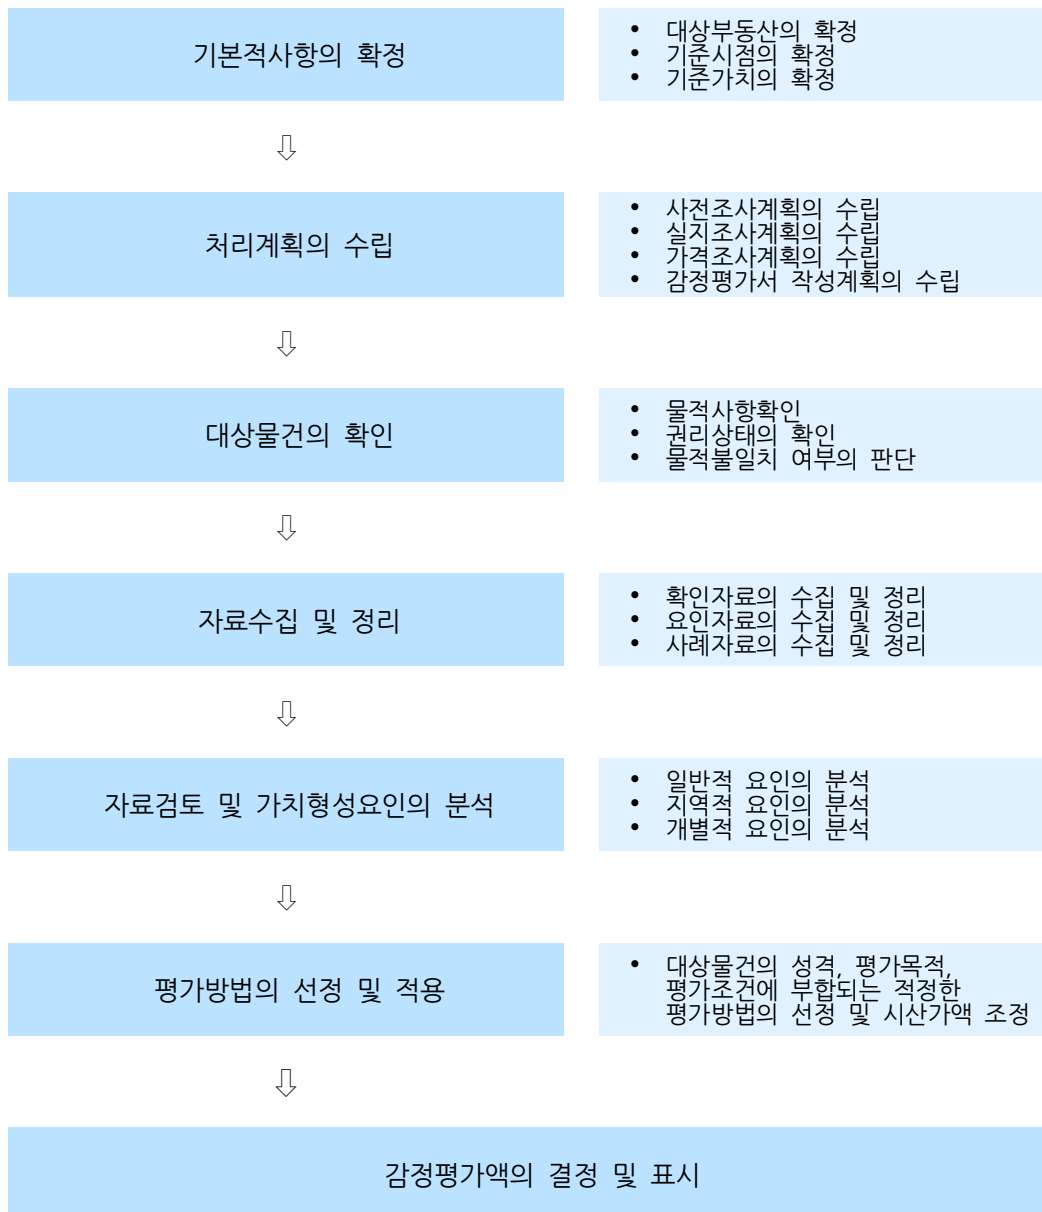 기본적사항의 확정
• 대상부동산의 확정
• 기준시점의 확정
• 기준가치의 확정
⇩
처리계획의 수립
• 사전조사계획의 수립
• 실지조사계획의 수립
• 가격조사계획의 수립
• 감정평가서 작성계획의 수립
⇩
대상물건의 확인
• 물적사항확인
• 권리상태의 확인
• 물적불일치 여부의 판단
⇩
자료수집 및 정리
• 확인자료의 수집 및 정리
• 요인자료의 수집 및 정리
• 사례자료의 수집 및 정리
⇩
자료검토 및 가치형성요인의 분석
• 일반적 요인의 분석
• 지역적 요인의 분석
• 개별적 요인의 분석
⇩
평가방법의 선정 및 적용
• 대상물건의 성격, 평가목적,
평가조건에 부합되는 적정한
평가방법의 선정 및 시산가액 조정
⇩
감정평가액의 결정 및 표시